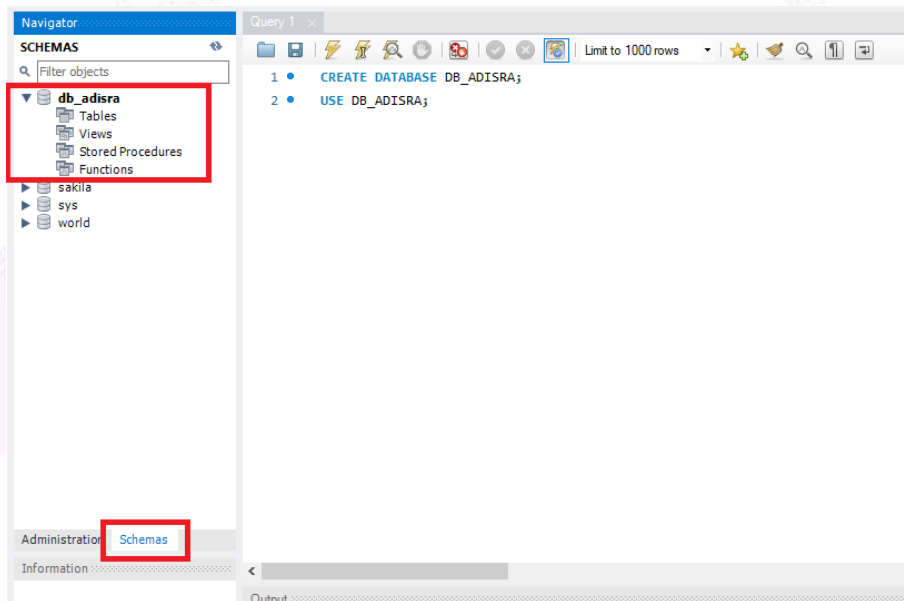 Navigator
SCHEMAS
Filter objects
db_adisra
Tables
Views
Stored Procedures
Functions
sakila
sys
world
Administration Schemas
Information
Query 1
Limit to 1000 rows
1 CREATE DATABASE DB_ADISRA;
2 USE DB_ADISRA;
Output